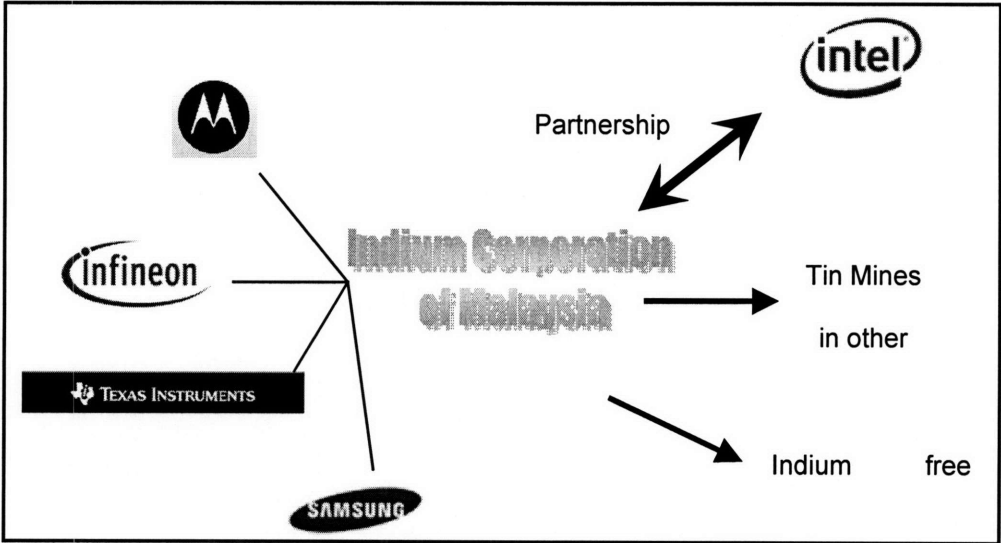 intel
Partnership
infineon
Indium Corporation
of Malaysia
Tin Mines
in other
TEXAS INSTRUMENTS
Indium free
SAMSUNG